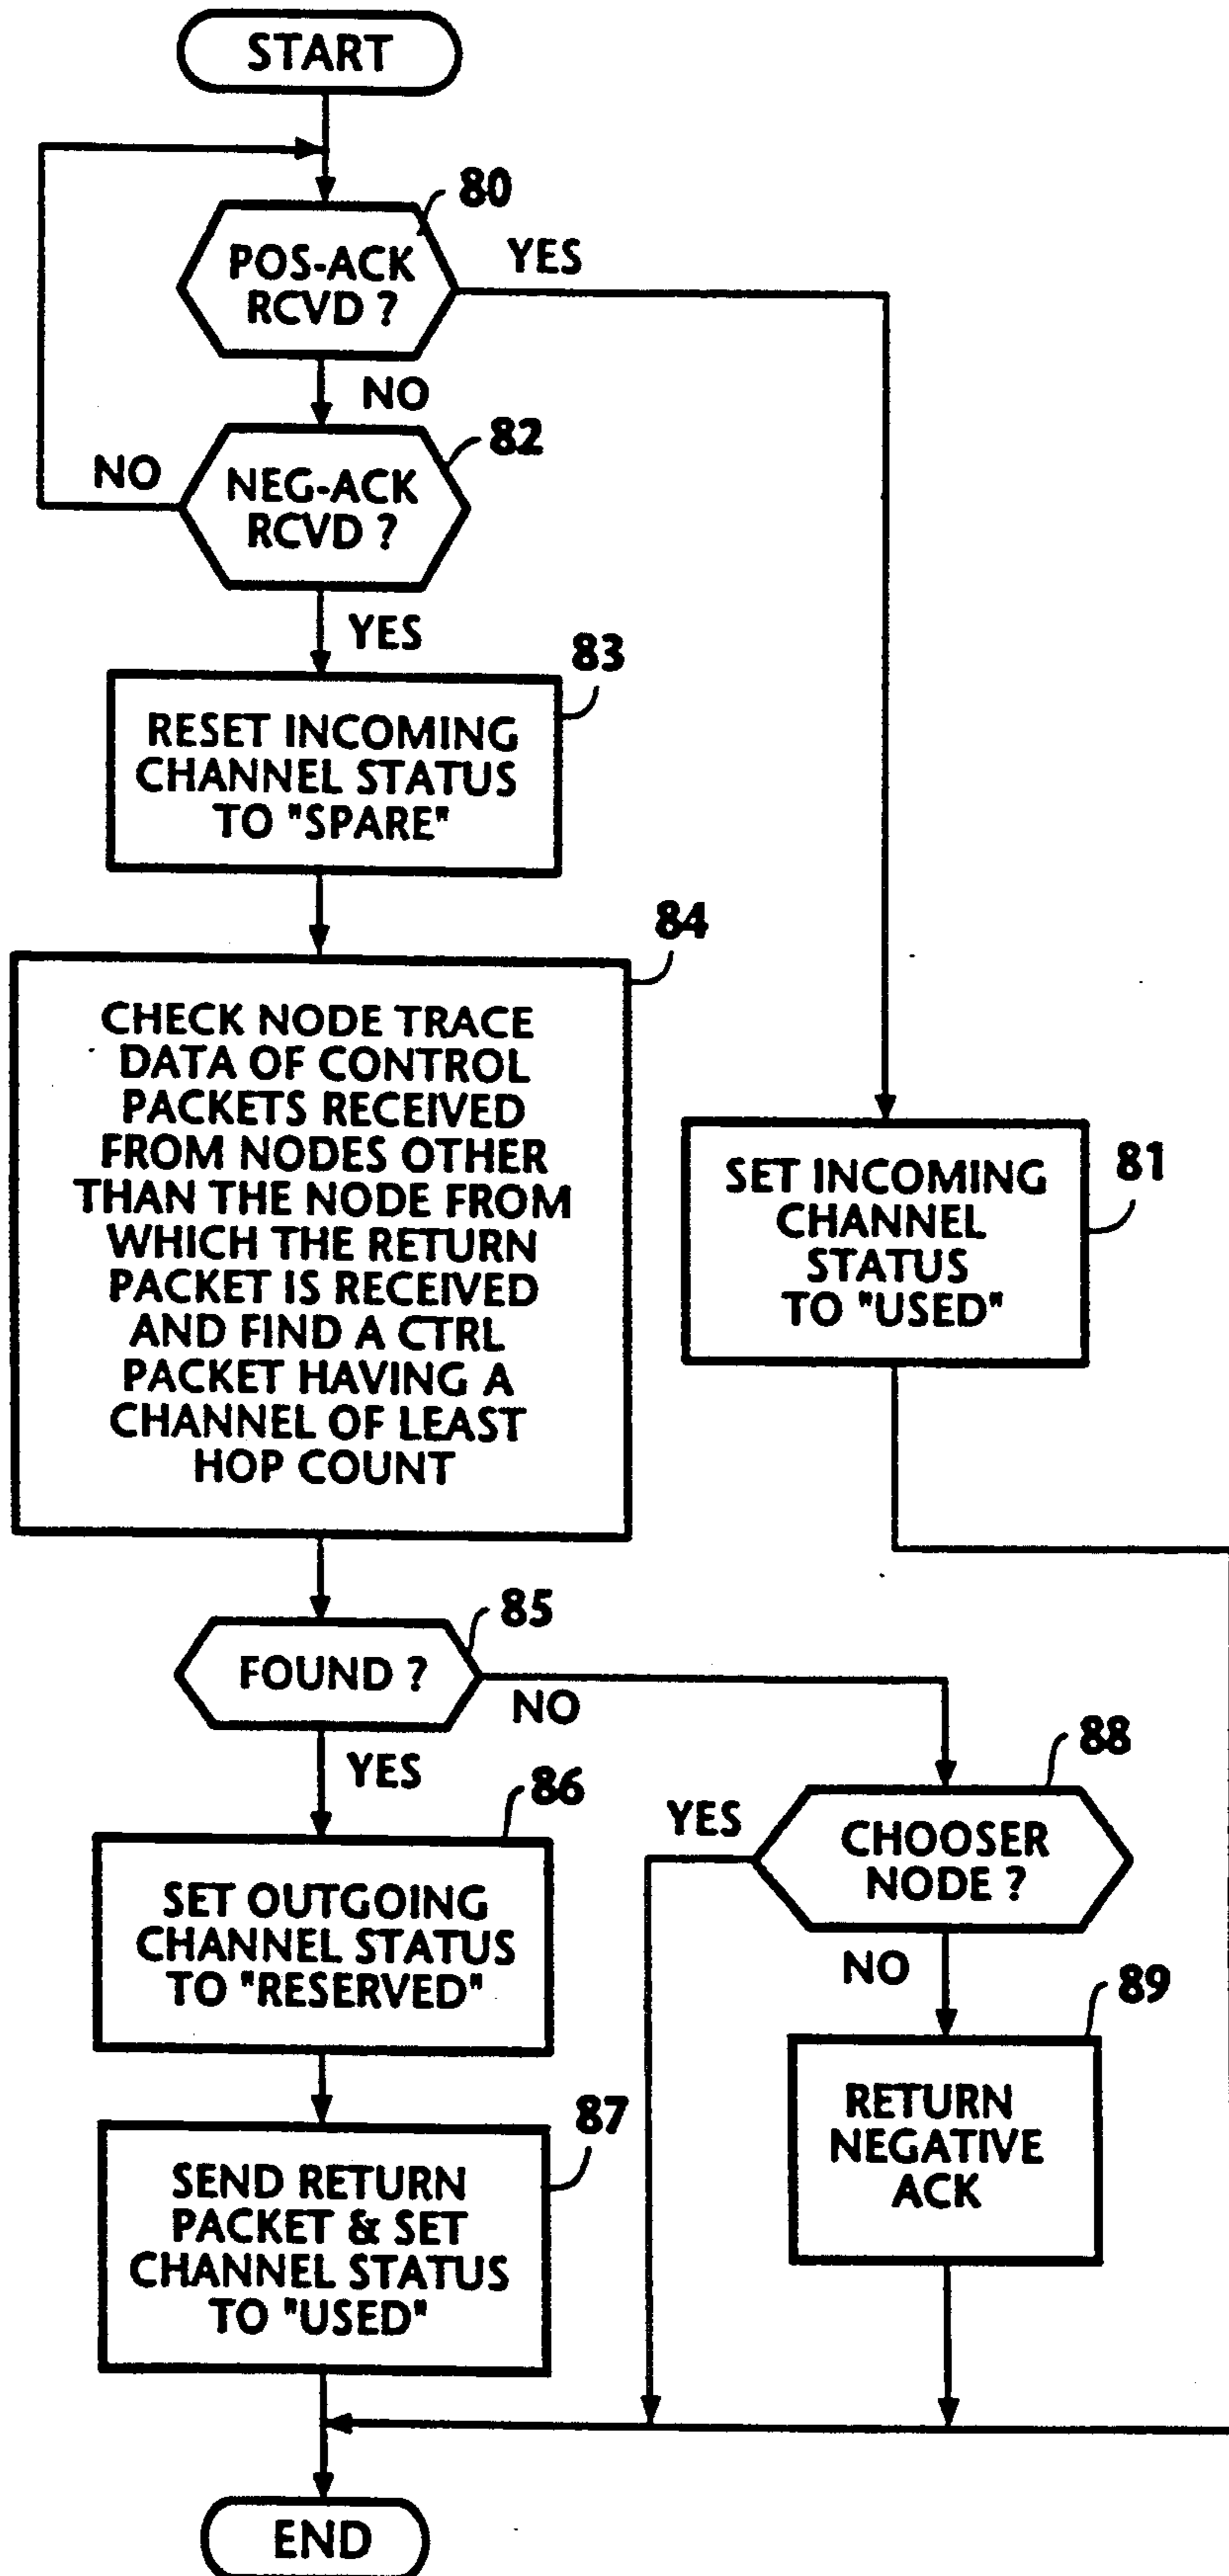 START
80
POS-ACK
RCVD ?
YES
NO
82
NEG-ACK
RCVD ?
NO
YES
83
RESET INCOMING
CHANNEL STATUS
TO "SPARE"
84
CHECK NODE TRACE
DATA OF CONTROL
PACKETS RECEIVED
FROM NODES OTHER
THAN THE NODE FROM
WHICH THE RETURN
PACKET IS RECEIVED
AND FIND A CTRL
PACKET HAVING A
CHANNEL OF LEAST
HOP COUNT
81
SET INCOMING
CHANNEL
STATUS
TO "USED"
85
FOUND ?
NO
YES
86
SET OUTGOING
CHANNEL STATUS
TO "RESERVED"
88
YES
CHOOSER
NODE ?
NO
89
RETURN
NEGATIVE
ACK
87
SEND RETURN
PACKET & SET
CHANNEL STATUS
TO "USED"
END